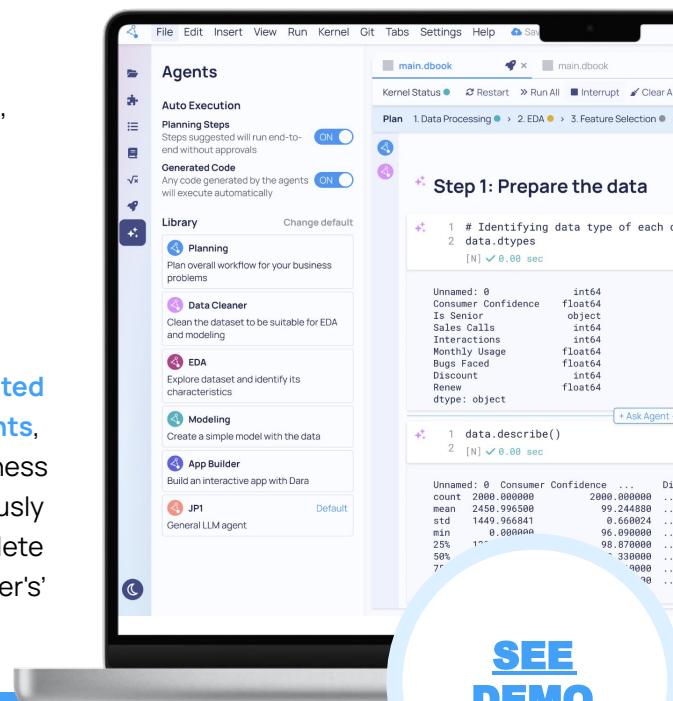 ,
ted
nts,
ness
usly
lete
er's'
File Edit Insert View Run Kernel Git Tabs Settings Help
Agents
Auto Execution
Planning Steps
Steps suggested will run end-to-
end without approvals
ON
Generated Code
Any code generated by the agents
will execute automatically
ON
Library
Change default
Planning
Plan overall workflow for your business
problems
Data Cleaner
Clean the dataset to be suitable for EDA
and modeling
EDA
Explore dataset and identify its
characteristics
Modeling
Create a simple model with the data
App Builder
Build an interactive app with Dara
JP1
Default
General LLM agent
main.dbook
main.dbook
Kernel Status Restart Run All Interrupt Clear A
Plan 1. Data Processing > 2. EDA > 3. Feature Selection
Step 1: Prepare the data
1 # Identifying data type of each
2 data.dtypes
[N] ✓ 0.00 sec
Unnamed: 0 int64
Consumer Confidence float64
Is Senior object
Sales Calls int64
Interactions int64
Monthly Usage float64
Bugs Faced float64
Discount int64
Renew float64
dtype: object
+ Ask Agent
1 data.describe()
2
[N] ✓ 0.00 sec
Unnamed: 0 Consumer Confidence ... Di
count 2000.000000 2000.000000 ..
mean 2450.996500 99.244880 ..
std 1449.966841 0.660024 ..
min 0.000000 96.090000 ..
25% 98.870000 ..
50%
SEE
DEMO